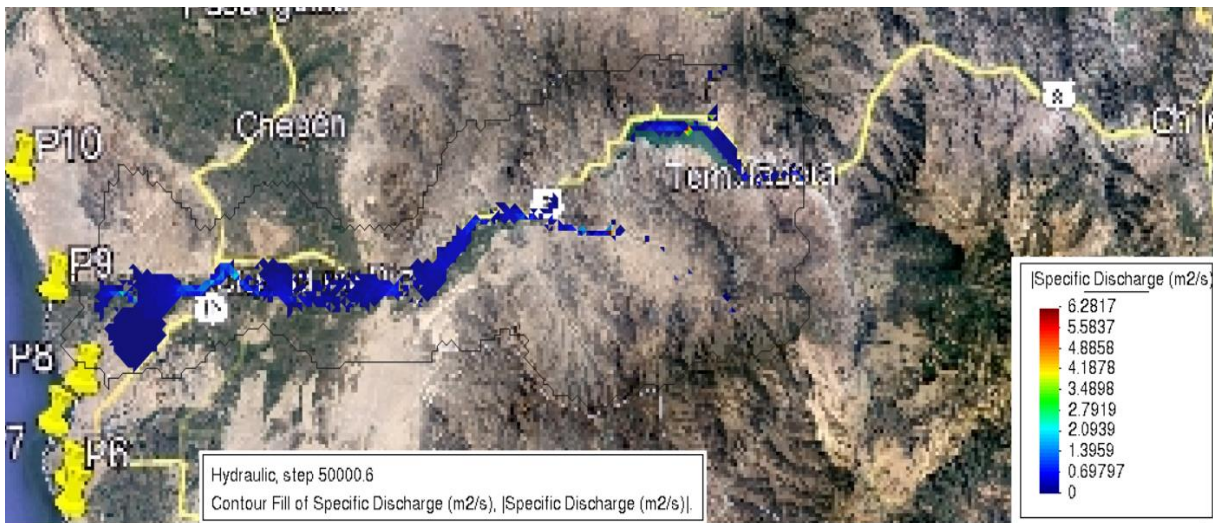 Chepén
P10
8
P9
|Specific Discharge (m2/s)
6.2817
5.5837
4.8858
4.1878
3.4898
2.7919
2.0939
1.3959
0.69797
0
P8
7
P6
Hydraulic, step 50000.6
Contour Fill of Specific Discharge (m2/s), |Specific Discharge (m2/s)|.